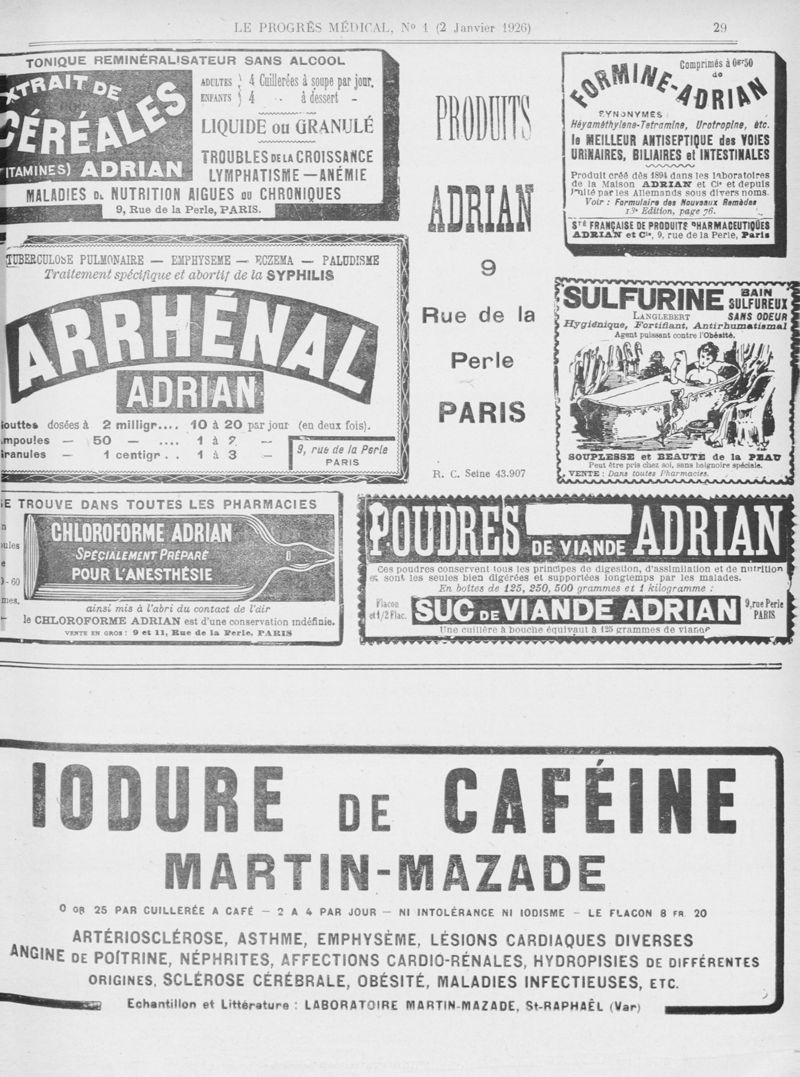 LE PROGRÈS MÉDICAL, No 1 (2 Janvier 1926) 29
TONIQUE REMINÉRALISATEUR SANS ALCOOL
XTRAIT DE
CÉRÉALES
ITAMINES) ADRIAN
ADULTES } 4 Cuillerées à soupe par jour.
ENFANTS } 4 .. à dessert –
LIQUIDE ou GRANULÉ
TROUBLES DE LA CROISSANCE
LYMPHATISME — ANÉMIE
MALADIES DE NUTRITION AIGUES OU CHRONIQUES
9, Rue de la Perle, PARIS.
TUBERCULOSE PULMONAIRE — EMPHYSEME — ECZEMA — PALUDISME
Traitement spécifique et abortif de la SYPHILIS
ARRHÉNAL
ADRIAN
outtes dosées à 2 milligr.... 10 à 20 par jour (en deux fois).
mpoules — 50 — .... 1 à 2 —
ranules — 1 centigr . . 1 à 3 —
9, rue de la Perle
PARIS
SE TROUVE DANS TOUTES LES PHARMACIES
CHLOROFORME ADRIAN
SPÉCIALEMENT PRÉPARÉ
POUR L'ANESTHÉSIE
n
oules
e
0-60
mes.
ainsi mis à l'abri du contact de l'air
le CHLOROFORME ADRIAN est d'une conservation indéfinie.
VENTE EN GROS : 9 et 11, Rue de la Perle, PARIS
PRODUITS
ADRIAN
9
Rue de la
Perle
PARIS
R. C. Seine 43.907
Comprimés à 0gr50
de
FORMINE-ADRIAN
SYNONYMES :
Héxaméthylène-Tetramine, Urotropine, etc.
le MEILLEUR ANTISEPTIQUE des VOIES
URINAIRES, BILIAIRES et INTESTINALES
Produit créé dès 1894 dans les laboratoires
de la Maison ADRIAN et Cie et depuis
imité par les Allemands sous divers noms.
Voir : Formulaire des Nouveaux Remèdes
13e Edition, page 76.
Sté FRANÇAISE DE PRODUITS PHARMACEUTIQUES
ADRIAN et Cie, 9, rue de la Perle, Paris
SULFURINE
LANGLEBERT
BAIN
SULFUREUX
SANS ODEUR
Hygiénique, Fortifiant, Antirhumatismal
Agent puissant contre l'Obésité.
SOUPLESSE et BEAUTÉ de la PEAU
Peut être pris chez soi, sans baignoire spéciale.
VENTE : Dans toutes Pharmacies.
POUDRES DE VIANDE ADRIAN
Ces poudres conservent tous les principes de digestion, d'assimilation et de nutrition
et sont les seules bien digérées et supportées longtemps par les malades.
En boîtes de 125, 250, 500 grammes et 1 kilogramme :
Flacon
et 1/2 Flac.
SUC DE VIANDE ADRIAN
9, rue Perle
PARIS
Une cuillère à bouche équivaut à 125 grammes de viande
IODURE DE CAFÉINE
MARTIN-MAZADE
0 GR 25 PAR CUILLERÉE A CAFÉ – 2 A 4 PAR JOUR – NI INTOLÉRANCE NI IODISME – LE FLACON 8 FR. 20
ARTÉRIOSCLÉROSE, ASTHME, EMPHYSÈME, LÉSIONS CARDIAQUES DIVERSES
ANGINE DE POITRINE, NÉPHRITES, AFFECTIONS CARDIO-RÉNALES, HYDROPISIES DE DIFFÉRENTES
ORIGINES, SCLÉROSE CÉRÉBRALE, OBÉSITÉ, MALADIES INFECTIEUSES, ETC.
Echantillon et Littérature : LABORATOIRE MARTIN-MAZADE, St-RAPHAËL (Var)